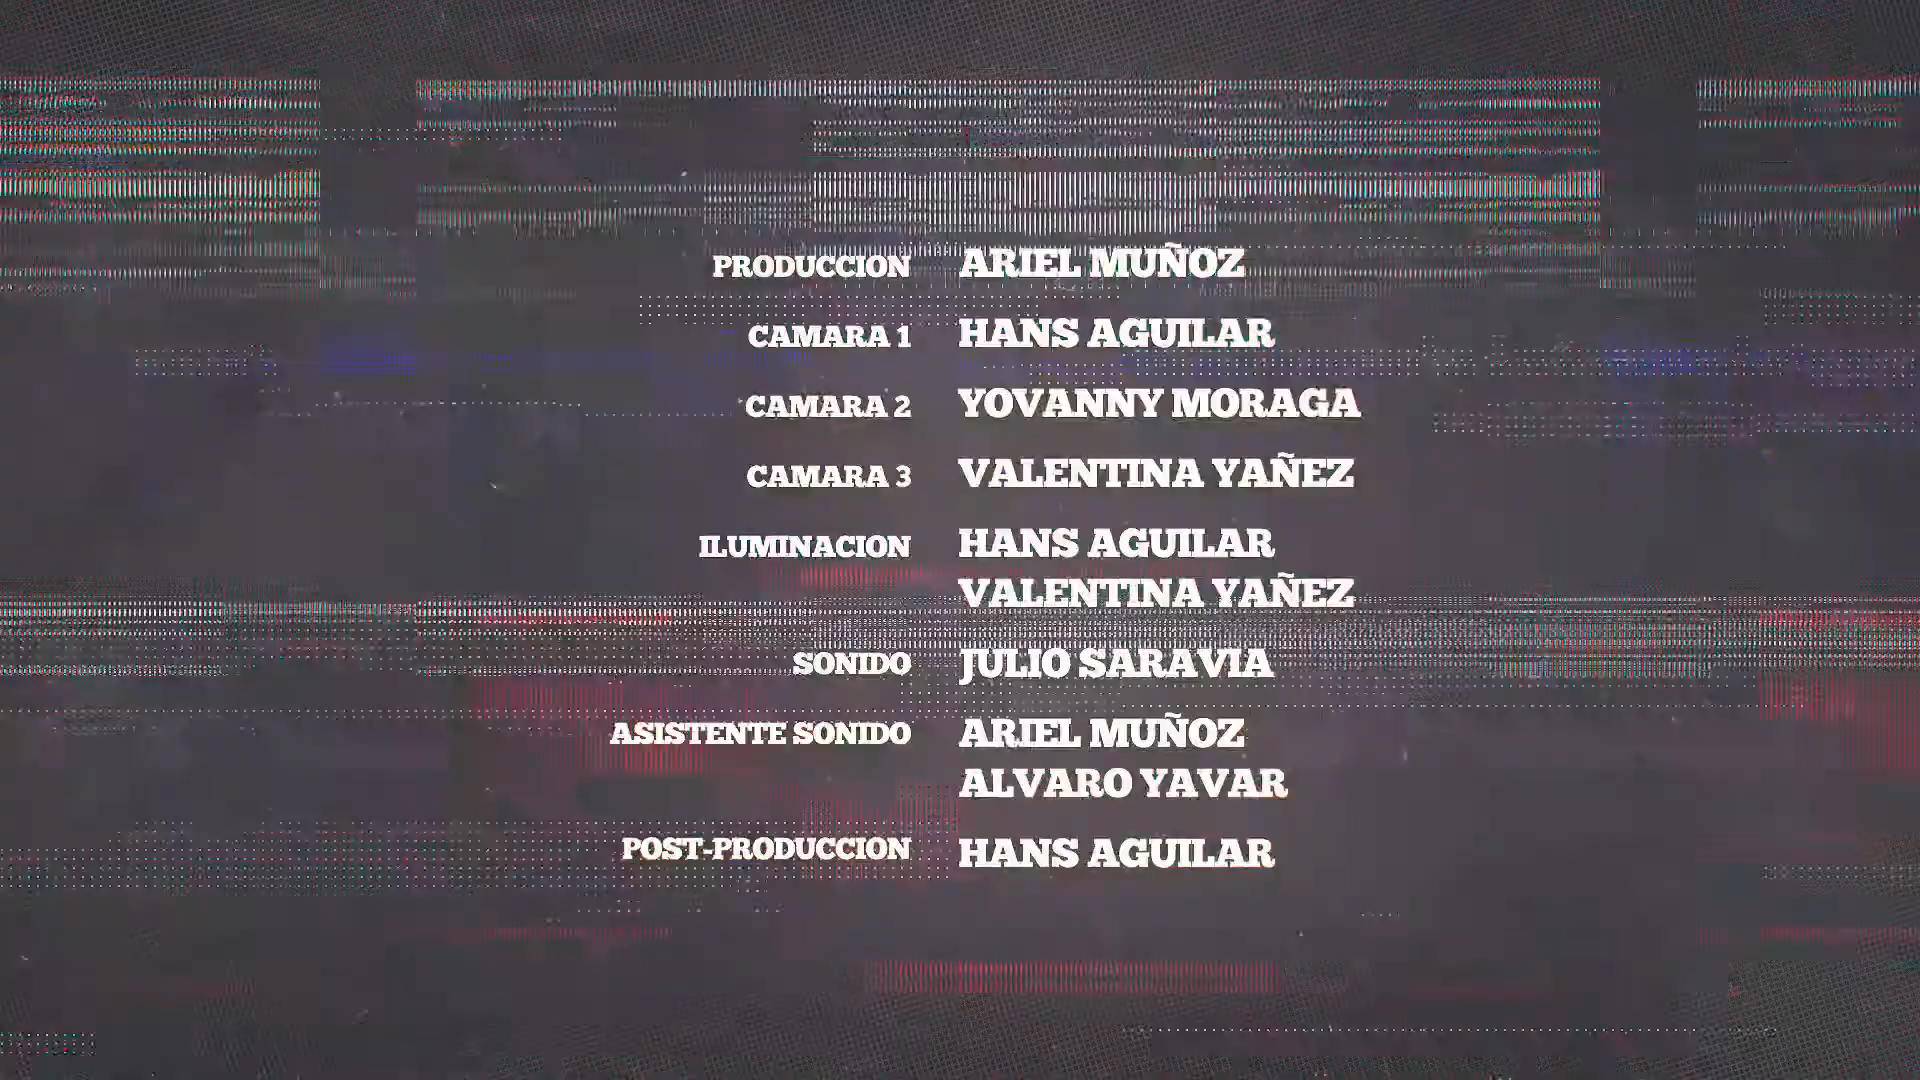 PRODUCCION ARIEL MUÑOZ
CAMARA 1 HANS AGUILAR
CAMARA 2 YOVANNY MORAGA
CAMARA 3 VALENTINA YAÑEZ
ILUMINACION HANS AGUILAR
VALENTINA YAÑEZ
SONIDO JULIO SARAVIA
ASISTENTE SONIDO ARIEL MUÑOZ
ALVARO YAVAR
POST-PRODUCCION HANS AGUILAR